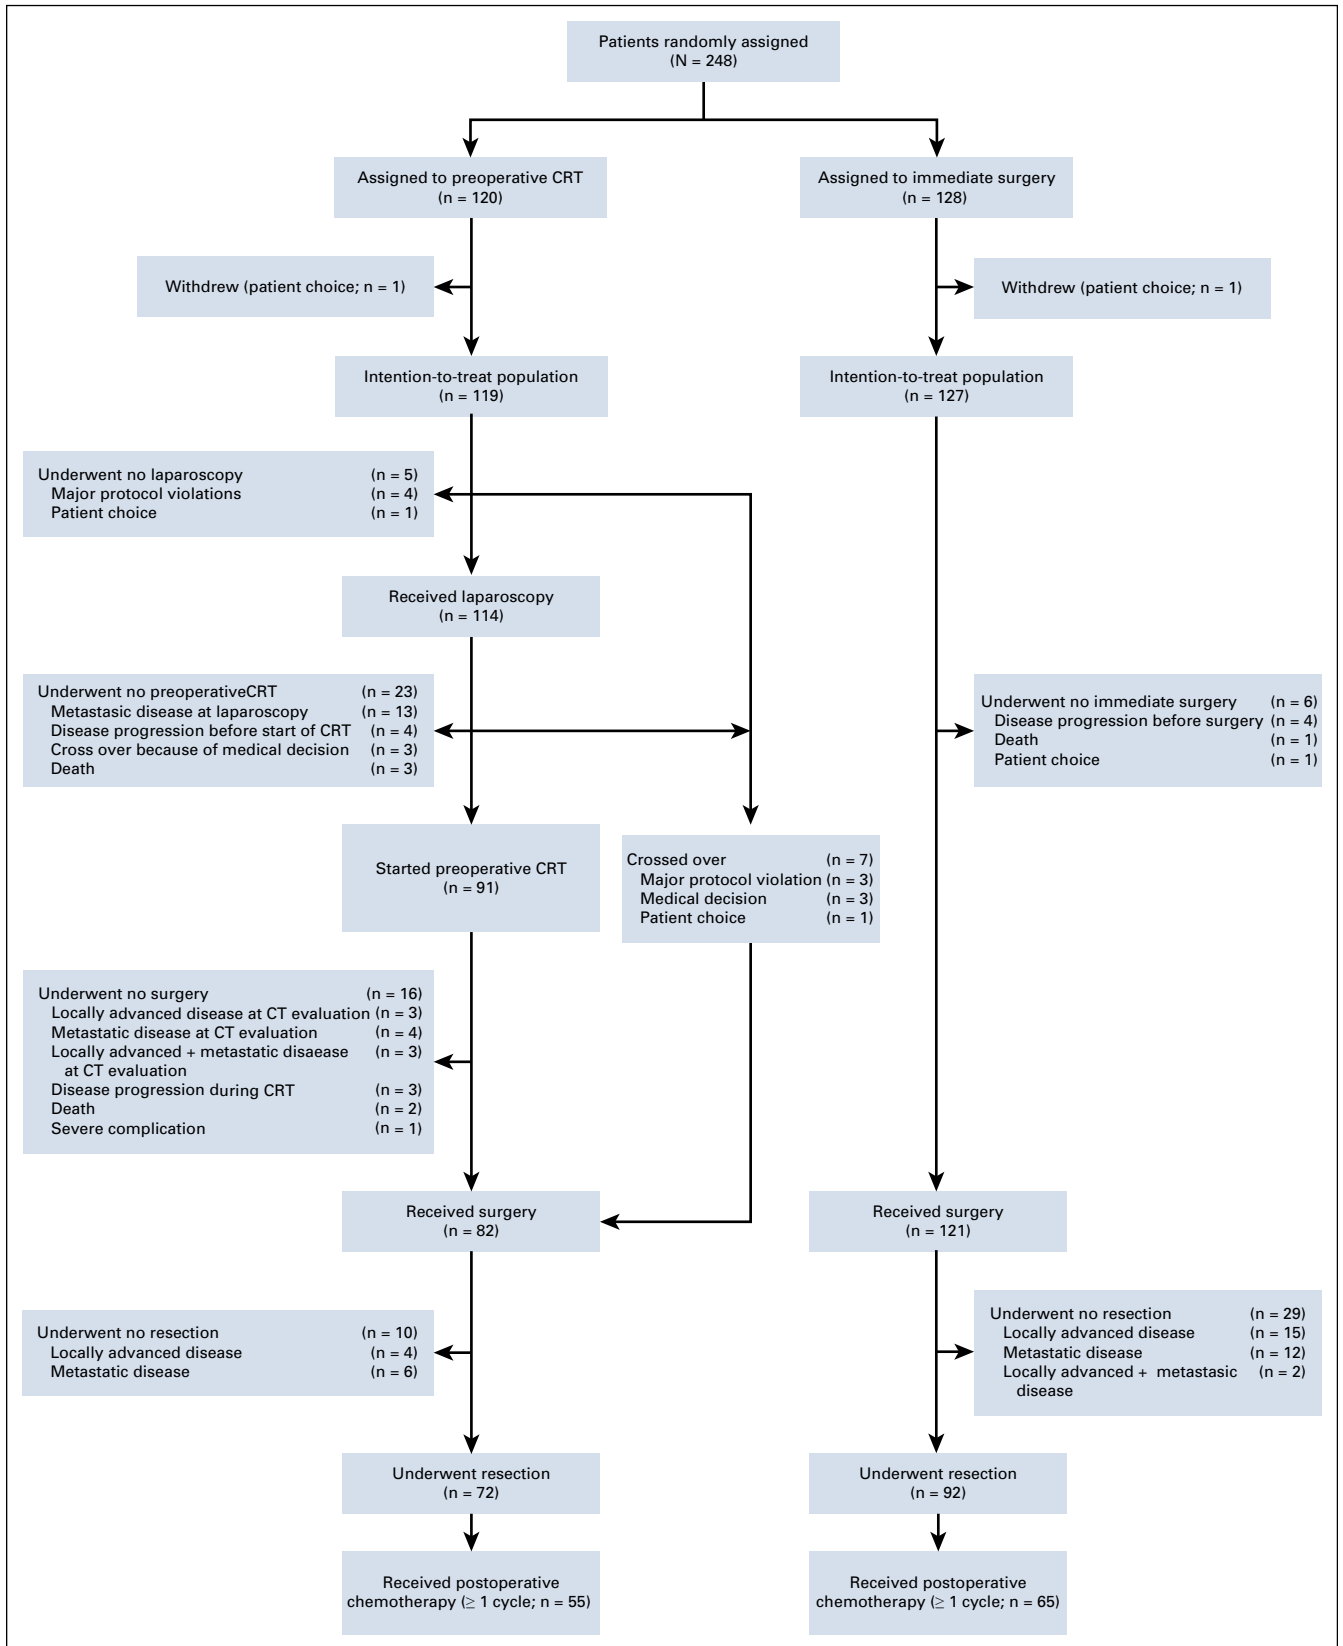 Patients randomly assigned
(N = 248)
Assigned to preoperative CRT
(n = 120)
Assigned to immediate surgery
(n = 128)
Withdrew (patient choice; n = 1)
Withdrew (patient choice; n = 1)
Intention-to-treat population
(n = 119)
Intention-to-treat population
(n = 127)
Underwent no laparoscopy (n = 5)
Major protocol violations (n = 4)
Patient choice (n = 1)
Received laparoscopy
(n = 114)
Underwent no preoperativeCRT (n = 23)
Metastasic disease at laparoscopy (n = 13)
Disease progression before start of CRT (n = 4)
Cross over because of medical decision (n = 3)
Death (n = 3)
Underwent no immediate surgery (n = 6)
Disease progression before surgery (n = 4)
Death (n = 1)
Patient choice (n = 1)
Started preoperative CRT
(n = 91)
Crossed over (n = 7)
Major protocol violation (n = 3)
Medical decision (n = 3)
Patient choice (n = 1)
Underwent no surgery (n = 16)
Locally advanced disease at CT evaluation (n = 3)
Metastatic disease at CT evaluation (n = 4)
Locally advanced + metastatic disaease (n = 3)
at CT evaluation
Disease progression during CRT (n = 3)
Death (n = 2)
Severe complication (n = 1)
Received surgery
(n = 82)
Received surgery
(n = 121)
Underwent no resection (n = 10)
Locally advanced disease (n = 4)
Metastatic disease (n = 6)
Underwent no resection (n = 29)
Locally advanced disease (n = 15)
Metastatic disease (n = 12)
Locally advanced + metastasic (n = 2)
disease
Underwent resection
(n = 72)
Underwent resection
(n = 92)
Received postoperative
chemotherapy (≥ 1 cycle; n = 55)
Received postoperative
chemotherapy (≥ 1 cycle; n = 65)